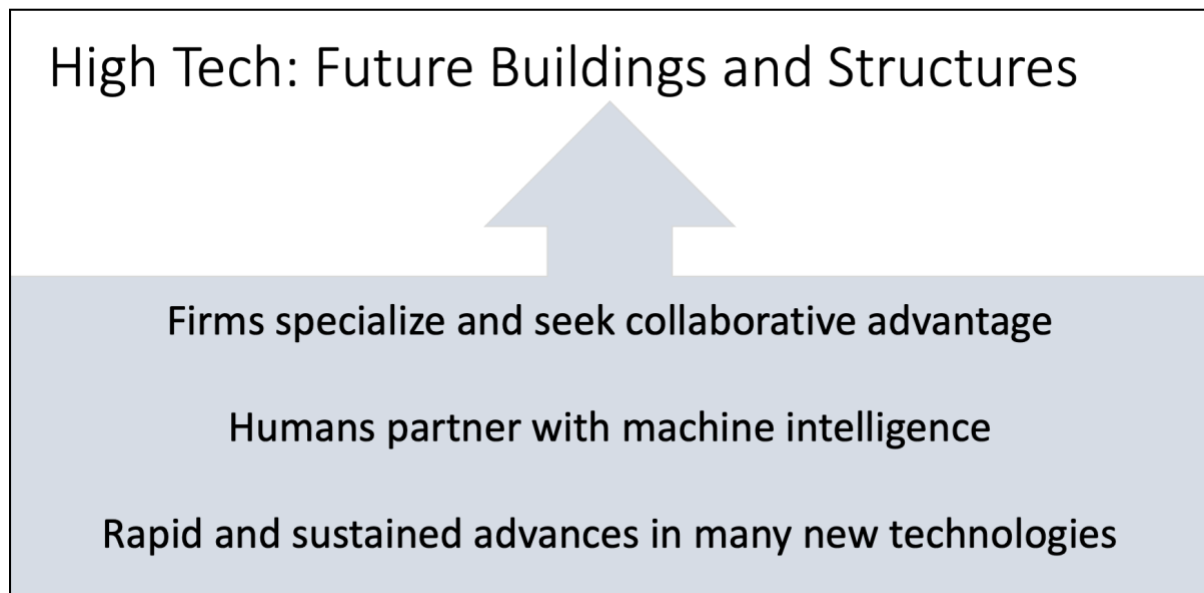 High Tech: Future Buildings and Structures
Firms specialize and seek collaborative advantage
Humans partner with machine intelligence
Rapid and sustained advances in many new technologies